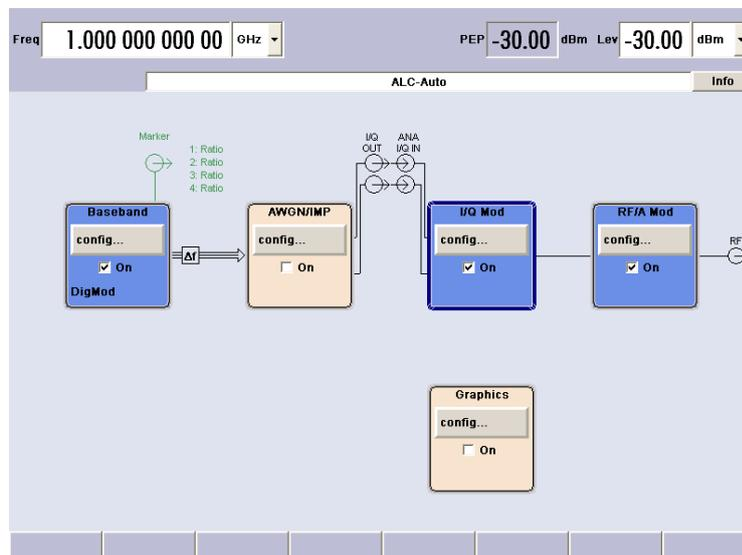 Freq 1.000 000 000 00 GHz PEP -30.00 dBm Lev -30.00 dBm
ALC-Auto Info
Marker
1: Ratio
2: Ratio
3: Ratio
4: Ratio
I/Q OUT
ANA I/Q IN
Baseband
config...
On
DigMod
Δf
AWGN/IMP
config...
On
I/Q Mod
config...
On
RF/A Mod
config...
On
RF
Graphics
config...
On